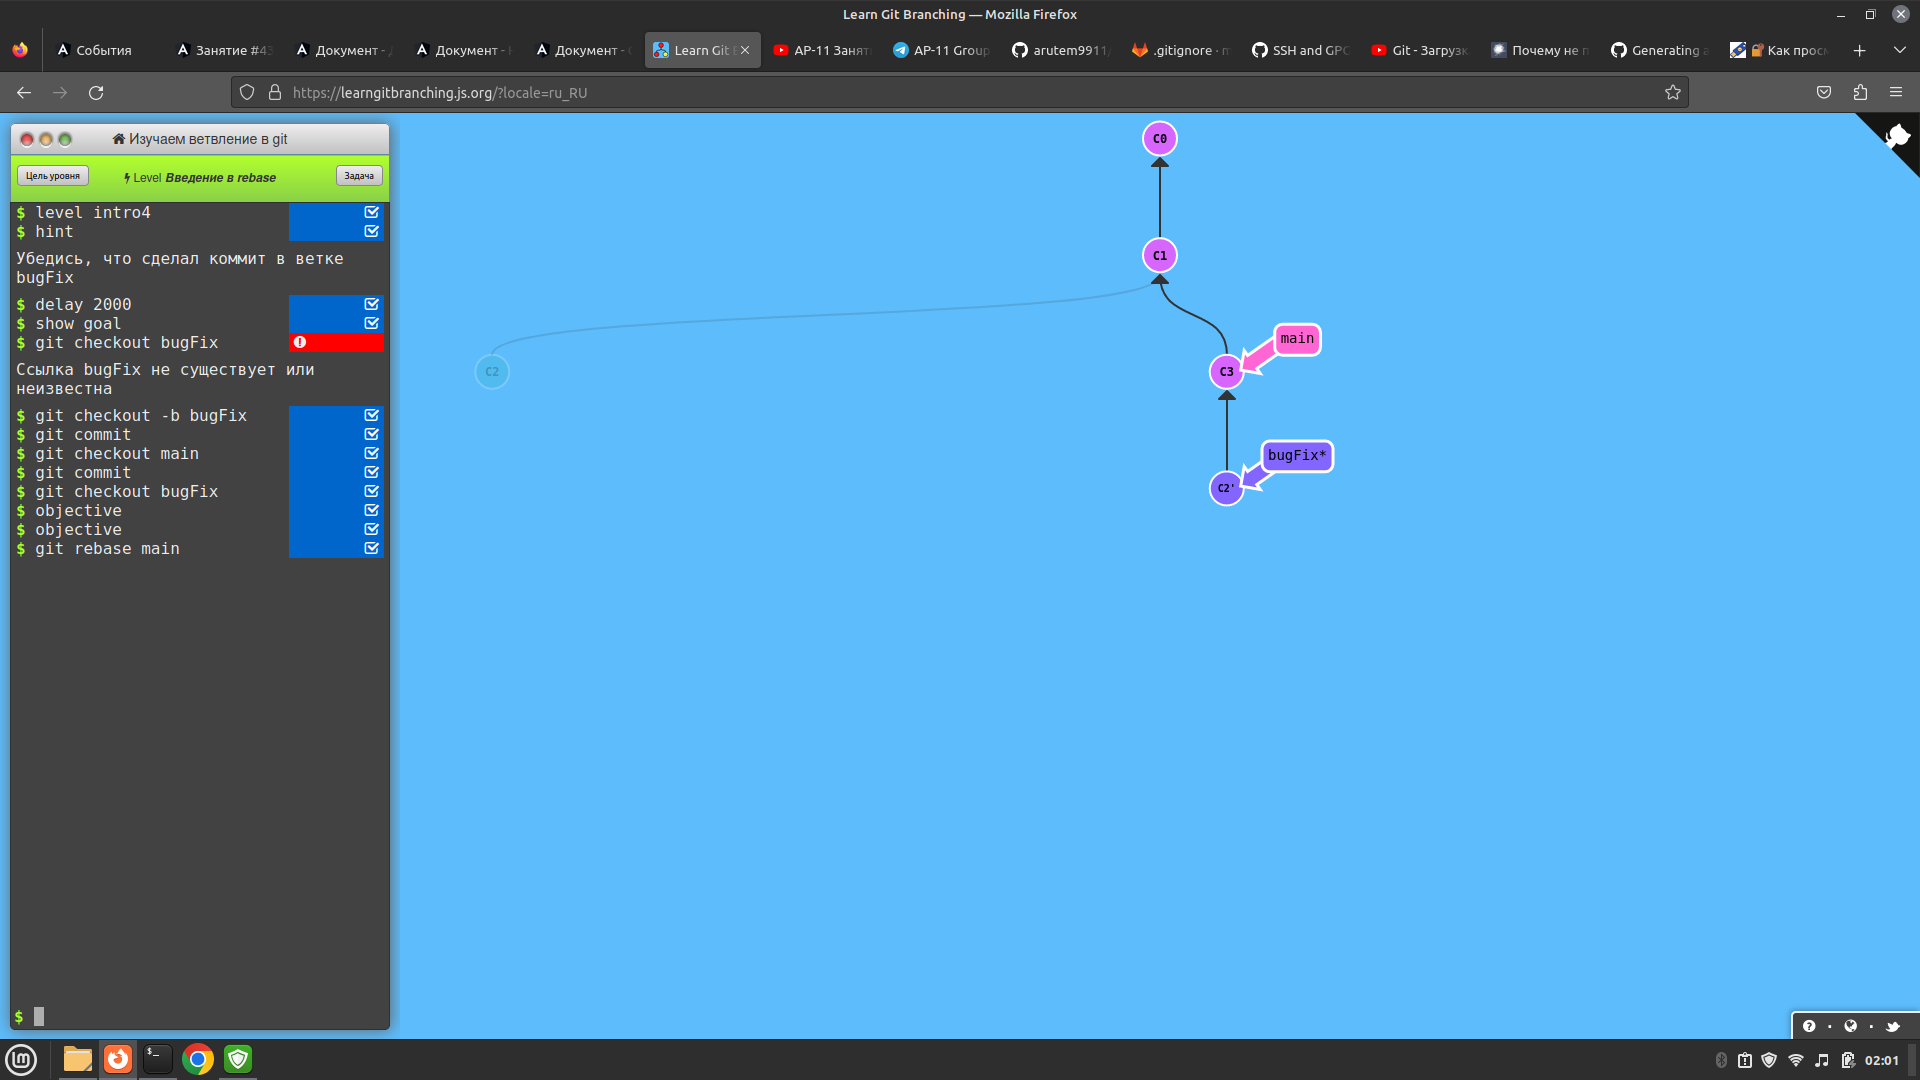 Learn Git Branching — Mozilla Firefox
События
Занятие #43
Документ -
Документ -
Документ -
Learn Git
AP-11 Занят
AP-11 Group
arutem9911/
.gitignore ·
SSH and GPG
Git - Загрузк
Почему не
Generating
Как прос
https://learngitbranching.js.org/?locale=ru_RU
Изучаем ветвление в git
Цель уровня
Level Введение в rebase
Задача
$ level intro4
$ hint
Убедись, что сделал коммит в ветке
bugFix
$ delay 2000
$ show goal
$ git checkout bugFix
Ссылка bugFix не существует или
неизвестна
$ git checkout -b bugFix
$ git commit
$ git checkout main
$ git commit
$ git checkout bugFix
$ objective
$ objective
$ git rebase main
$
C0
C1
main
C2
C3
bugFix*
C2'
02:01